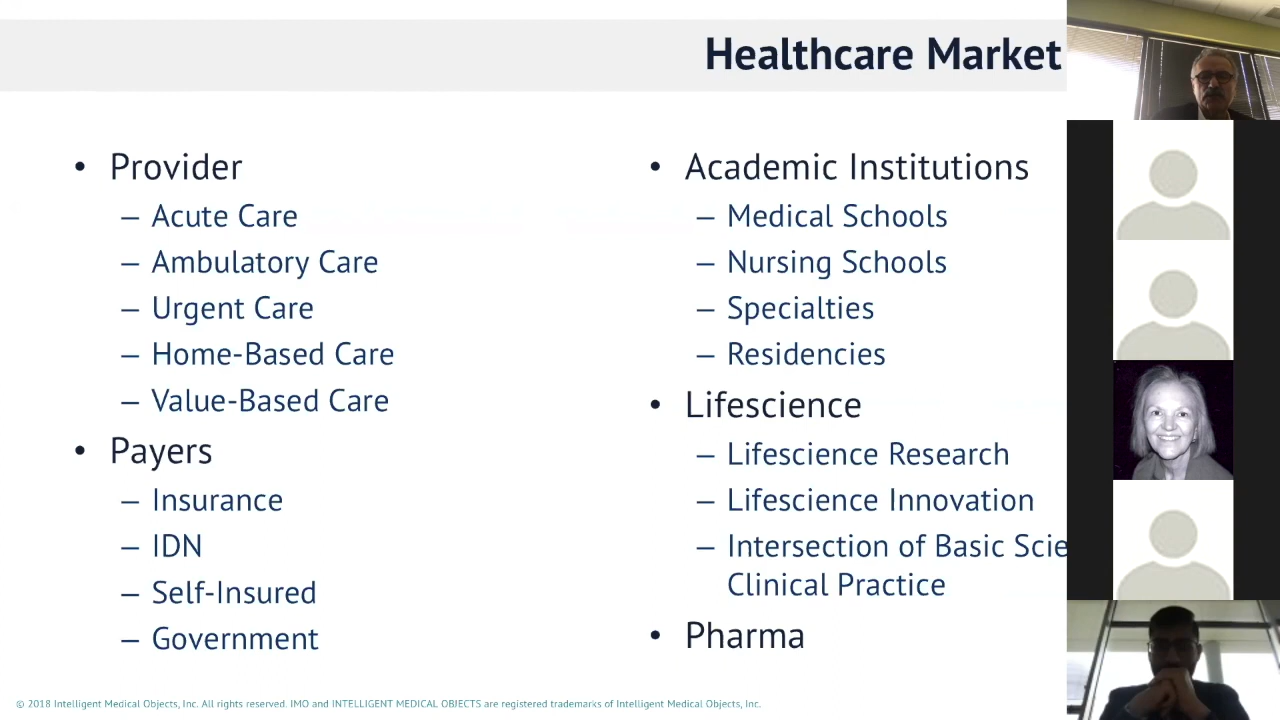 Healthcare Market
• Provider
– Acute Care
– Ambulatory Care
– Urgent Care
– Home-Based Care
– Value-Based Care
• Payers
– Insurance
– IDN
– Self-Insured
– Government
• Academic Institutions
– Medical Schools
– Nursing Schools
– Specialties
– Residencies
• Lifescience
– Lifescience Research
– Lifescience Innovation
– Intersection of Basic Scie
Clinical Practice
• Pharma
© 2018 Intelligent Medical Objects, Inc. All rights reserved. IMO and INTELLIGENT MEDICAL OBJECTS are registered trademarks of Intelligent Medical Objects, Inc.